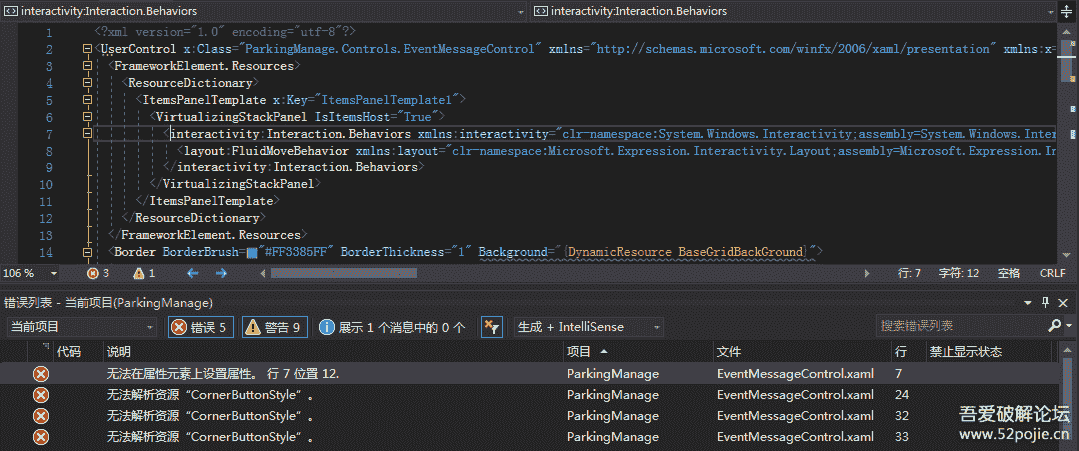 interactivity:Interaction.Behaviors interactivity:Interaction.Behaviors
1 <?xml version="1.0" encoding="utf-8"?>
2 <UserControl x:Class="ParkingManage.Controls.EventMessageControl" xmlns="http://schemas.microsoft.com/winfx/2006/xaml/presentation" xmlns:x=
3 <FrameworkElement.Resources>
4 <ResourceDictionary>
5 <ItemsPanelTemplate x:Key="ItemsPanelTemplate1">
6 <VirtualizingStackPanel IsItemsHost="True">
7 <interactivity:Interaction.Behaviors xmlns:interactivity="clr-namespace:System.Windows.Interactivity;assembly=System.Windows.Inter
8 <layout:FluidMoveBehavior xmlns:layout="clr-namespace:Microsoft.Expression.Interactivity.Layout;assembly=Microsoft.Expression.In
9 </interactivity:Interaction.Behaviors>
10 </VirtualizingStackPanel>
11 </ItemsPanelTemplate>
12 </ResourceDictionary>
13 </FrameworkElement.Resources>
14 <Border BorderBrush="#FF3385FF" BorderThickness="1" Background="{DynamicResource BaseGridBackGround}">
106 % 3 1 行: 7 字符: 12 空格 CRLF
错误列表 - 当前项目(ParkingManage)
当前项目 错误 5 警告 9 展示 1 个消息中的 0 个 生成 + IntelliSense 搜索错误列表
代码 说明 项目 文件 行 禁止显示状态
无法在属性元素上设置属性。 行 7 位置 12. ParkingManage EventMessageControl.xaml 7
无法解析资源“CornerButtonStyle”。 ParkingManage EventMessageControl.xaml 24
无法解析资源“CornerButtonStyle”。 ParkingManage EventMessageControl.xaml 32
无法解析资源“CornerButtonStyle”。 ParkingManage EventMessageControl.xaml 33
吾爱破解论坛
www.52pojie.cn